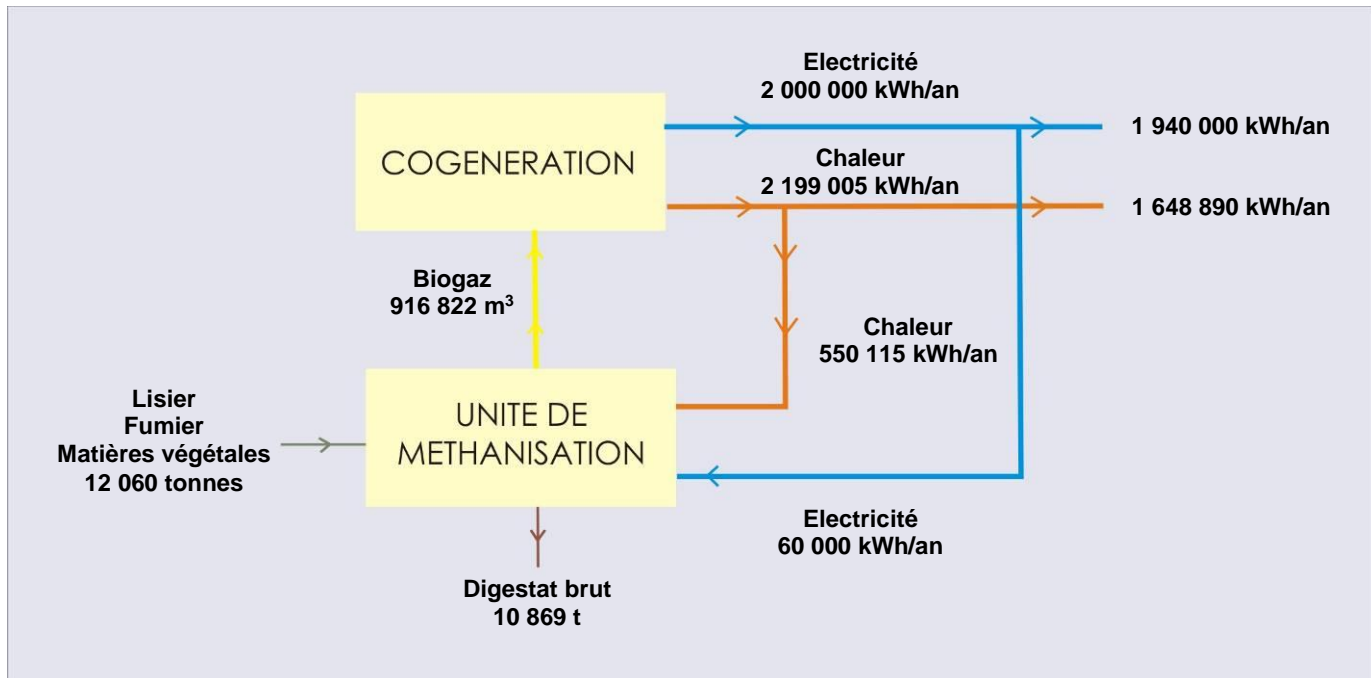 Electricité
2 000 000 kWh/an
1 940 000 kWh/an
COGENERATION
Chaleur
2 199 005 kWh/an
1 648 890 kWh/an
Biogaz
916 822 m³
Chaleur
550 115 kWh/an
Lisier
Fumier
Matières végétales
12 060 tonnes
UNITE DE
METHANISATION
Electricité
60 000 kWh/an
Digestat brut
10 869 t